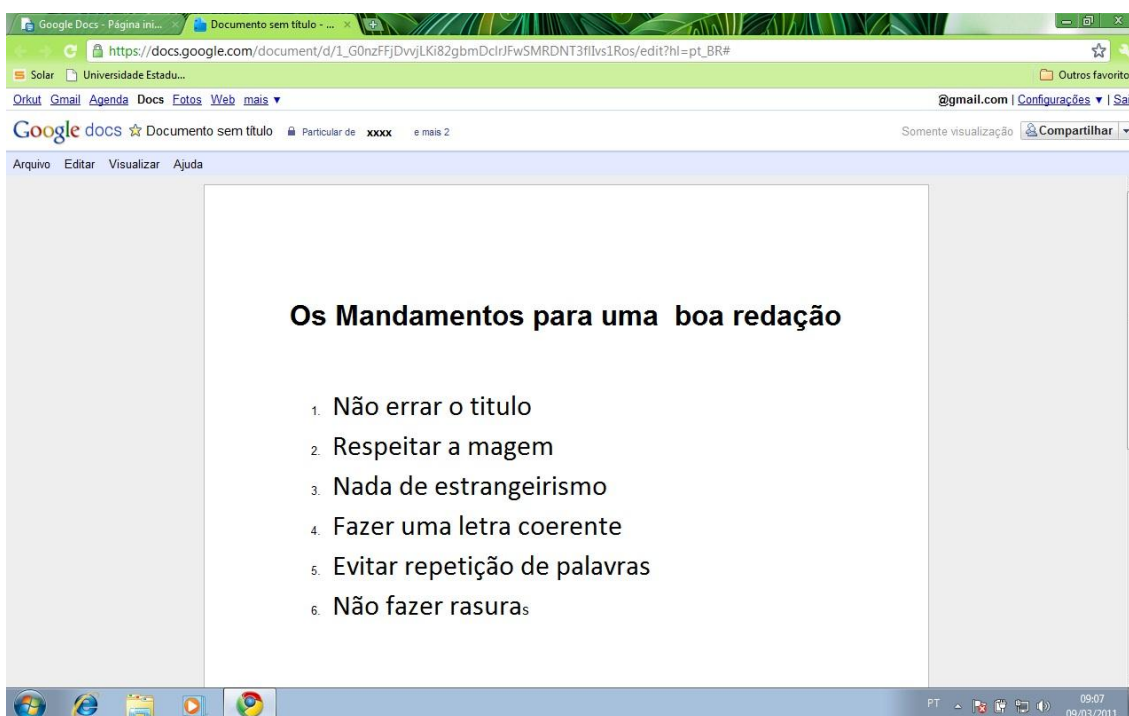 Google Docs - Página ini...
Documento sem título - ...
https://docs.google.com/document/d/1_G0nzFFjDvvjLKi82gbmDclrJFwSMRDNT3flIvs1Ros/edit?hl=pt_BR#
Solar Universidade Estadu... Outros favorito
Orkut Gmail Agenda Docs Fotos Web mais ▼ @gmail.com | Configurações ▼ | Sai
Google docs Documento sem título Particular de xxxx e mais 2 Somente visualização Compartilhar
Arquivo Editar Visualizar Ajuda
Os Mandamentos para uma boa redação
1. Não errar o titulo
2. Respeitar a magem
3. Nada de estrangeirismo
4. Fazer uma letra coerente
5. Evitar repetição de palavras
6. Não fazer rasuras
PT 09:07
09/03/2011